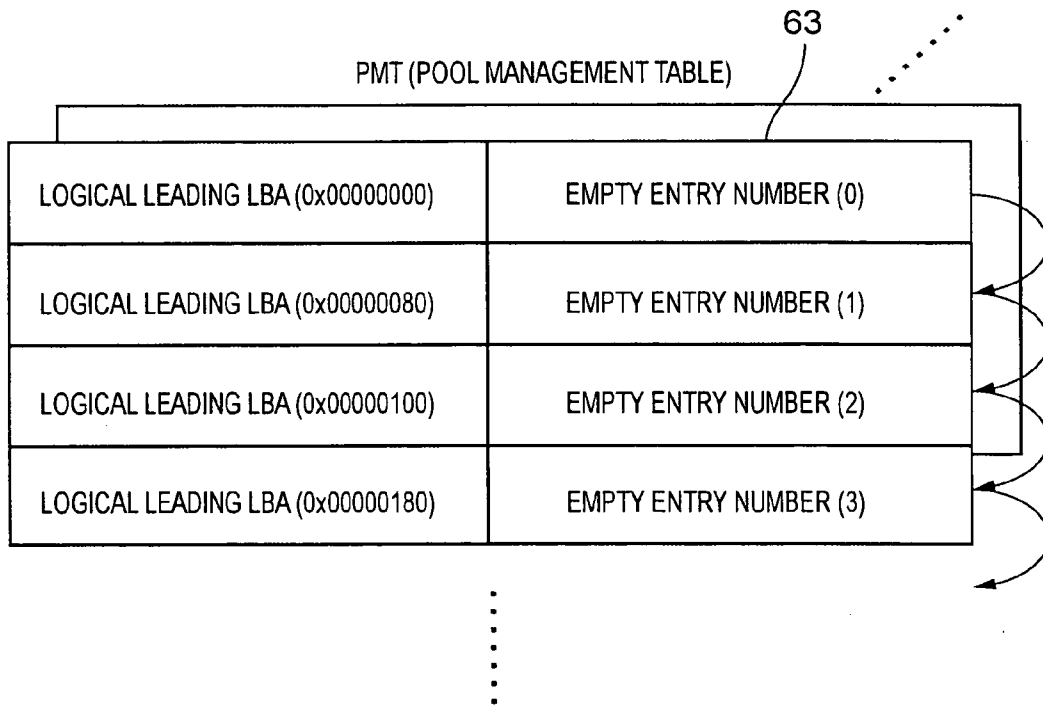 63
PMT (POOL MANAGEMENT TABLE)
LOGICAL LEADING LBA (0x00000000) EMPTY ENTRY NUMBER (0)
LOGICAL LEADING LBA (0x00000080) EMPTY ENTRY NUMBER (1)
LOGICAL LEADING LBA (0x00000100) EMPTY ENTRY NUMBER (2)
LOGICAL LEADING LBA (0x00000180) EMPTY ENTRY NUMBER (3)